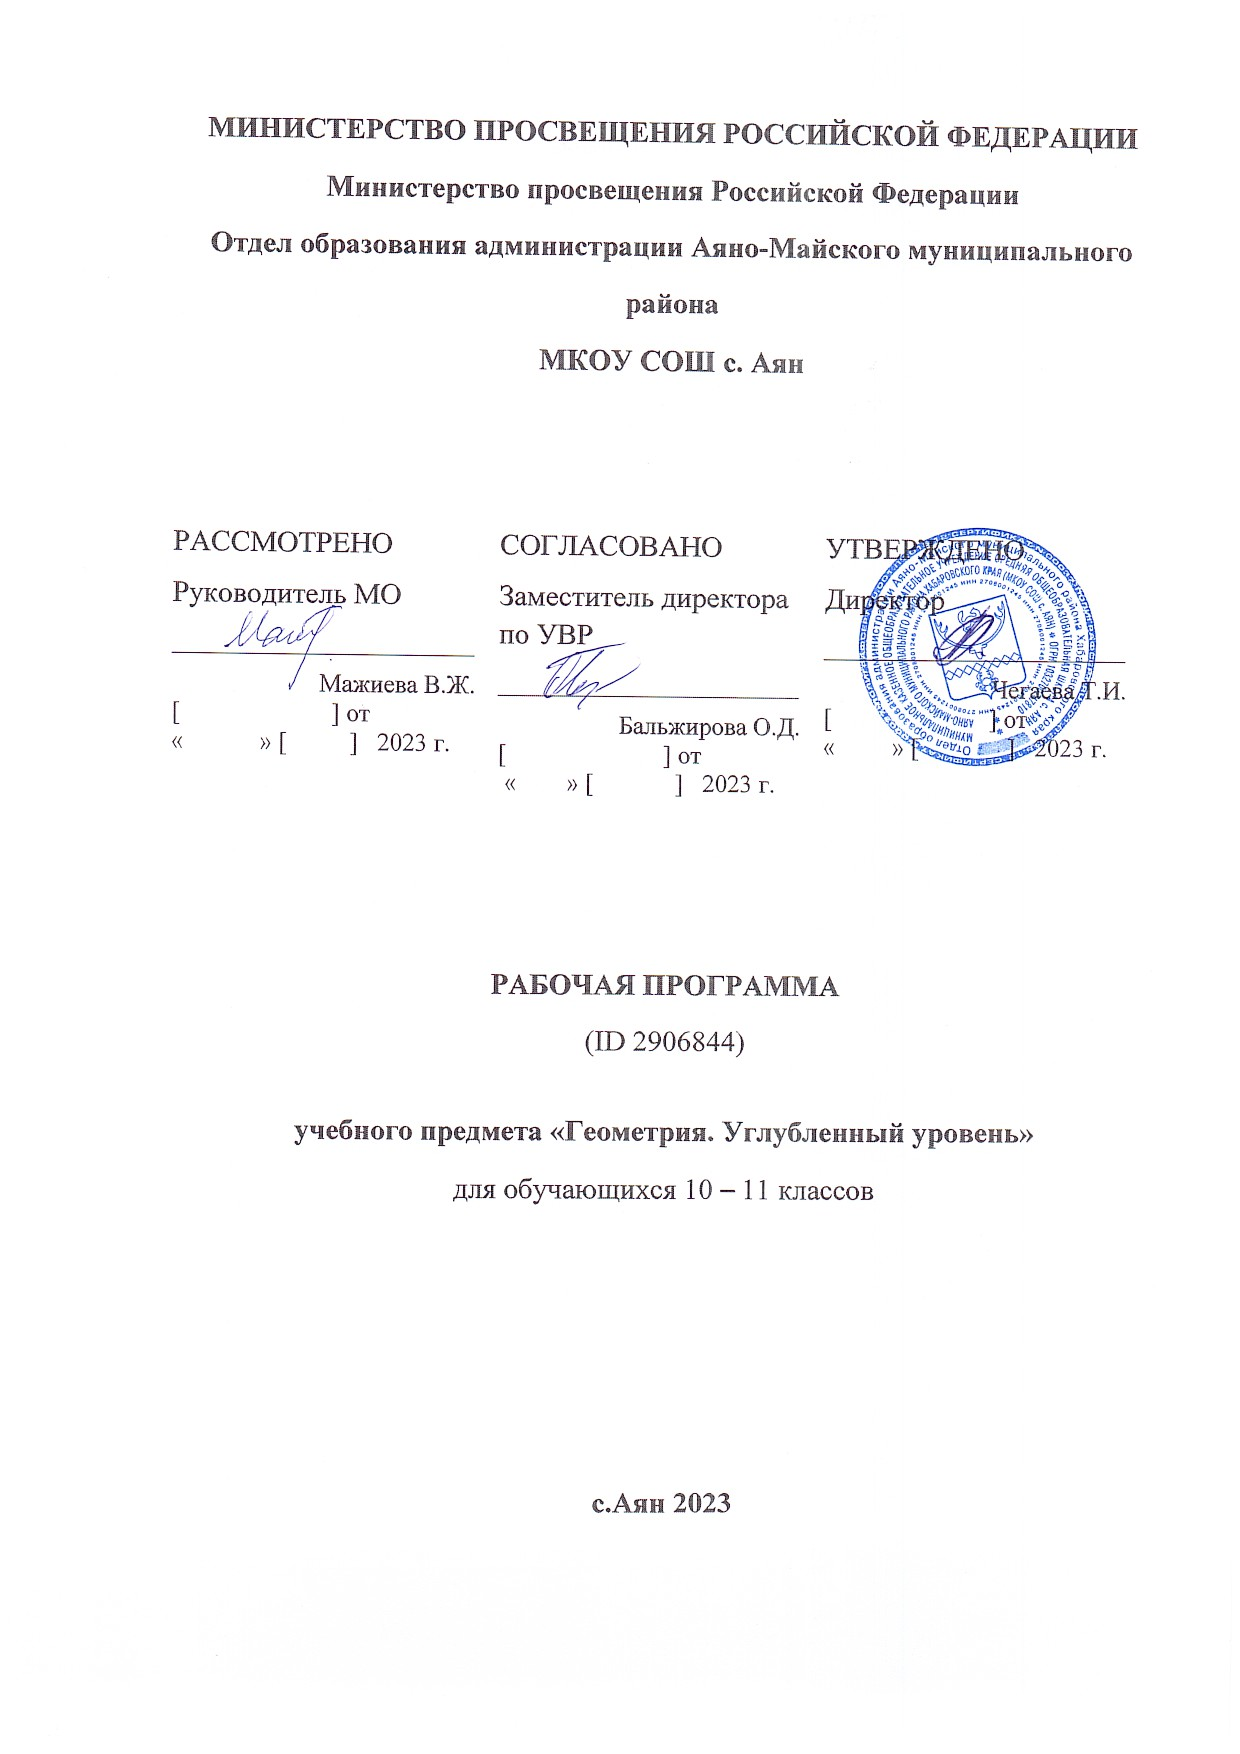 МИНИСТЕРСТВО ПРОСВЕЩЕНИЯ РОССИЙСКОЙ ФЕДЕРАЦИИ
Министерство просвещения Российской Федерации
Отдел образования администрации Аяно-Майского муниципального
района
МКОУ СОШ с. Аян
РАССМОТРЕНО
Руководитель МО
Мажиева В.Ж.
[ ] от
« » [ ] 2023 г.
СОГЛАСОВАНО
Заместитель директора
по УВР
Бальжирова О.Д.
[ ] от
« » [ ] 2023 г.
УТВЕРЖДЕНО
Директор
Чегаева Т.И.
[ ] от
« » [ ] 2023 г.
РАБОЧАЯ ПРОГРАММА
(ID 2906844)
учебного предмета «Геометрия. Углубленный уровень»
для обучающихся 10 – 11 классов
с.Аян 2023